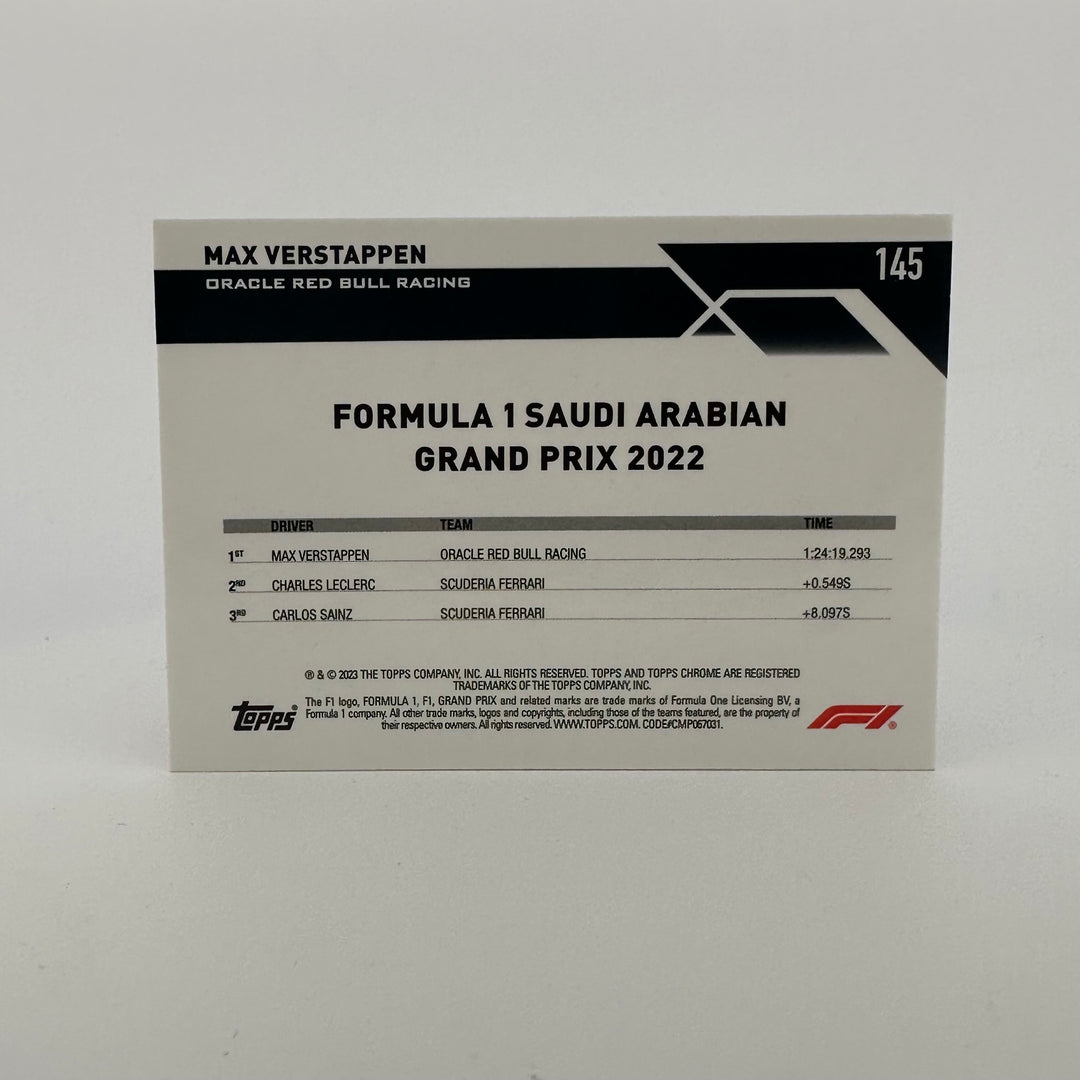 MAX VERSTAPPEN
ORACLE RED BULL RACING
145
FORMULA 1 SAUDI ARABIAN
GRAND PRIX 2022
DRIVER TEAM TIME
1ST MAX VERSTAPPEN ORACLE RED BULL RACING 1:24:19.293
2ND CHARLES LECLERC SCUDERIA FERRARI +0.549S
3RD CARLOS SAINZ SCUDERIA FERRARI +8.097S
℗ & © 2023 THE TOPPS COMPANY, INC. ALL RIGHTS RESERVED. TOPPS AND TOPPS CHROME ARE REGISTERED
TRADEMARKS OF THE TOPPS COMPANY, INC.
The F1 logo, FORMULA 1, F1, GRAND PRIX and related marks are trade marks of Formula One Licensing BV, a
Formula 1 company. All other trade marks, logos and copyrights, including those of the teams featured, are the property of
their respective owners. All rights reserved. WWW.TOPPS.COM. CODE#CMP067031.
Topps
F1®